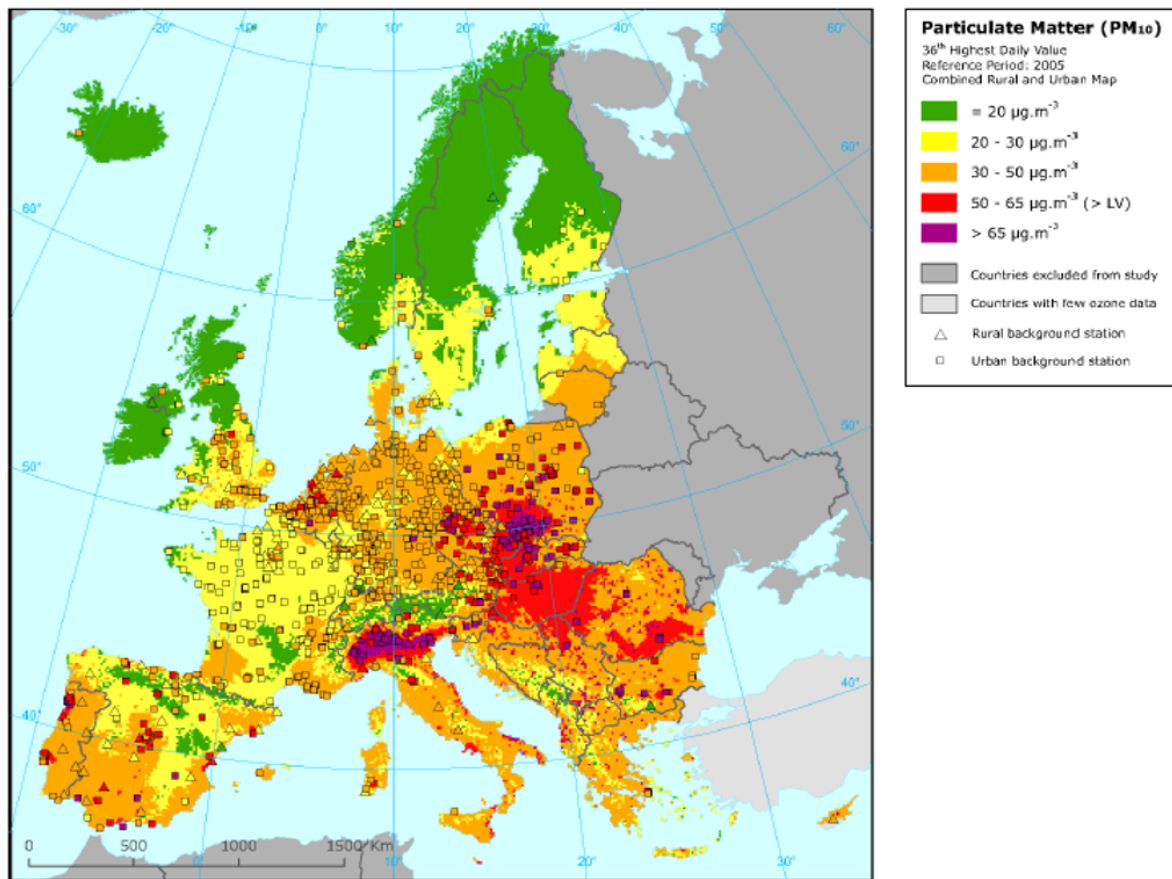 -30° -20° -10° 0° 10° 20° 30° 40° 50° 60°
60°
60°
50°
50°
40°
40°
0 500 1000 1500 Km
0° 10° 20° 30°
Particulate Matter (PM₁₀)
36th Highest Daily Value
Reference Period: 2005
Combined Rural and Urban Map
= 20 µg.m-3
20 - 30 µg.m-3
30 - 50 µg.m-3
50 - 65 µg.m-3 (> LV)
> 65 µg.m-3
Countries excluded from study
Countries with few ozone data
Rural background station
Urban background station